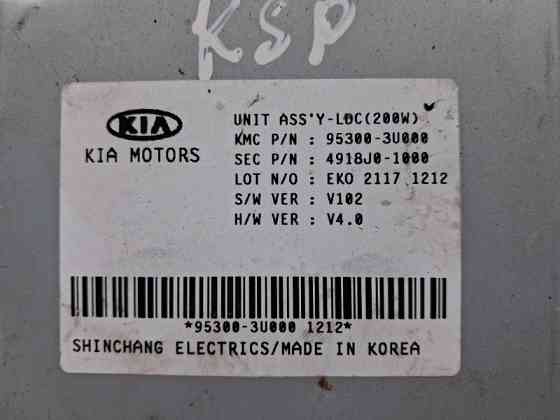 KSP
KIA
KIA MOTORS
UNIT ASS'Y-LDC(200W)
KMC P/N : 95300-3U000
SEC P/N : 4918J0-1000
LOT N/O : EKO 2117 1212
S/W VER : V102
H/W VER : V4.0
*95300-3U000 1212*
SHINCHANG ELECTRICS/MADE IN KOREA